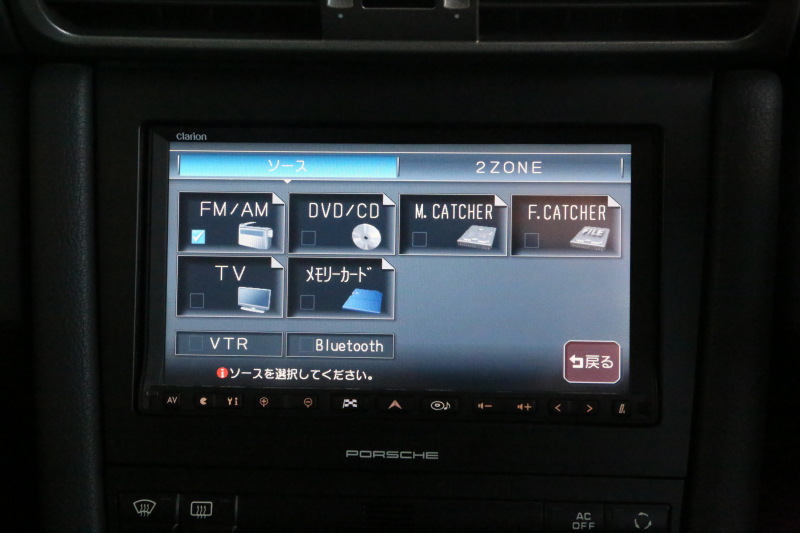 clarion
ソース 2ZONE
FM/AM DVD/CD M. CATCHER F. CATCHER
FILE
TV ﾒﾓﾘｰｶｰﾄﾞ
VTR Bluetooth
ソースを選択してください。
戻る
AV
PORSCHE
AC
OFF